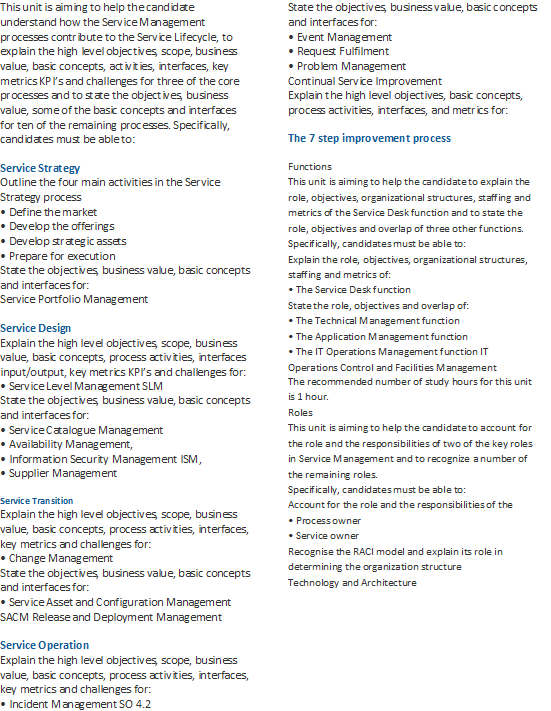 This unit is aiming to help the candidate
understand how the Service Management
processes contribute to the Service Lifecycle, to
explain the high level objectives, scope, business
value, basic concepts, activities, interfaces, key
metrics KPI's and challenges for three of the core
processes and to state the objectives, business
value, some of the basic concepts and interfaces
for ten of the remaining processes. Specifically,
candidates must be able to:
Service Strategy
Outline the four main activities in the Service
Strategy process
• Define the market
• Develop the offerings
• Develop strategic assets
• Prepare for execution
State the objectives, business value, basic concepts
and interfaces for:
Service Portfolio Management
Service Design
Explain the high level objectives, scope, business
value, basic concepts, process activities, interfaces
input/output, key metrics KPI's and challenges for:
• Service Level Management SLM
State the objectives, business value, basic concepts
and interfaces for:
• Service Catalogue Management
• Availability Management,
• Information Security Management ISM,
• Supplier Management
Service Transition
Explain the high level objectives, scope, business
value, basic concepts, process activities, interfaces,
key metrics and challenges for:
• Change Management
State the objectives, business value, basic concepts
and interfaces for:
• Service Asset and Configuration Management
SACM Release and Deployment Management
Service Operation
Explain the high level objectives, scope, business
value, basic concepts, process activities, interfaces,
key metrics and challenges for:
• Incident Management SO 4.2
State the objectives, business value, basic concepts
and interfaces for:
• Event Management
• Request Fulfilment
• Problem Management
Continual Service Improvement
Explain the high level objectives, basic concepts,
process activities, interfaces, and metrics for:
The 7 step improvement process
Functions
This unit is aiming to help the candidate to explain the
role, objectives, organizational structures, staffing and
metrics of the Service Desk function and to state the
role, objectives and overlap of three other functions.
Specifically, candidates must be able to:
Explain the role, objectives, organizational structures,
staffing and metrics of:
• The Service Desk function
State the role, objectives and overlap of:
• The Technical Management function
• The Application Management function
• The IT Operations Management function IT
Operations Control and Facilities Management
The recommended number of study hours for this unit
is 1 hour.
Roles
This unit is aiming to help the candidate to account for
the role and the responsibilities of two of the key roles
in Service Management and to recognize a number of
the remaining roles.
Specifically, candidates must be able to:
Account for the role and the responsibilities of the
• Process owner
• Service owner
Recognise the RACI model and explain its role in
determining the organization structure
Technology and Architecture